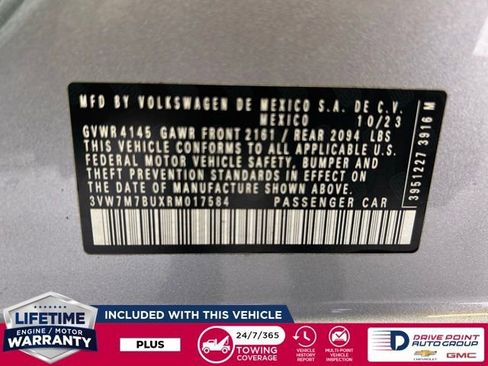 MFD BY VOLKSWAGEN DE MEXICO S.A. DE C.V.
MEXICO 10/23
GVWR 4145 GAWR FRONT 2161 / REAR 2094 LBS
THIS VEHICLE CONFORMS TO ALL APPLICABLE U.S.
FEDERAL MOTOR VEHICLE SAFETY, BUMPER AND
THEFT PREVENTION STANDARDS IN EFFECT ON THE
DATE OF MANUFACTURE SHOWN ABOVE.
3VW7M7BUXRM017584 PASSENGER CAR
3951227 3916 M
LIFETIME
ENGINE / MOTOR
WARRANTY
INCLUDED WITH THIS VEHICLE
PLUS
24/7/365
TOWING
COVERAGE
VEHICLE
HISTORY
REPORT
MULTI-POINT
VEHICLE
INSPECTION
D
DRIVE POINT
AUTO GROUP
CHEVROLET
GMC